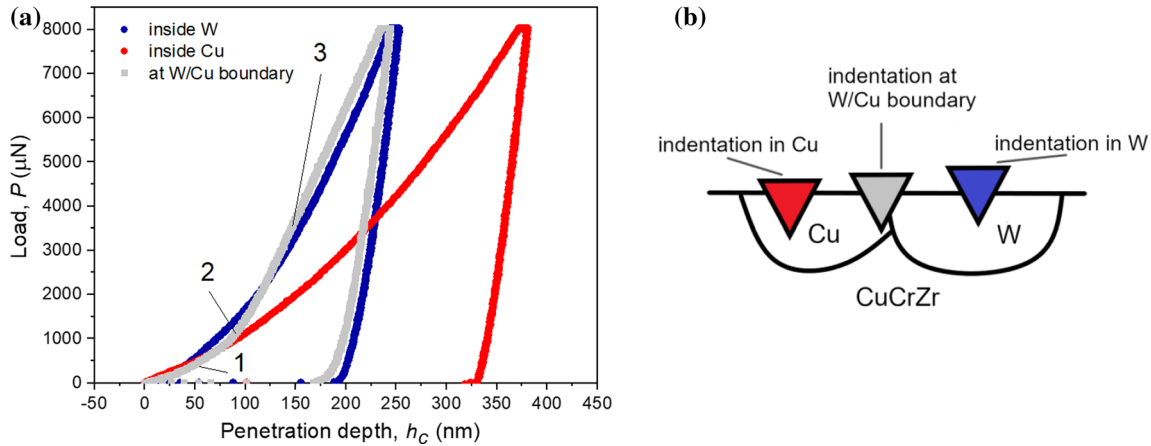 (a)
8000
7000
6000
5000
4000
3000
2000
1000
0
Load, P (µN)
inside W
inside Cu
at W/Cu boundary
3
2
1
-50 0 50 100 150 200 250 300 350 400 450
Penetration depth, hC (nm)
(b)
indentation at
W/Cu boundary
indentation in Cu
indentation in W
Cu
W
CuCrZr